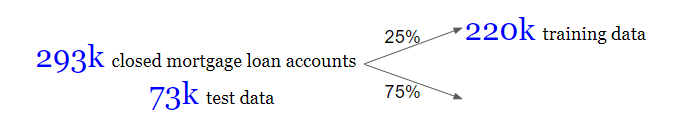 25%
220k training data
293k closed mortgage loan accounts
73k test data
75%